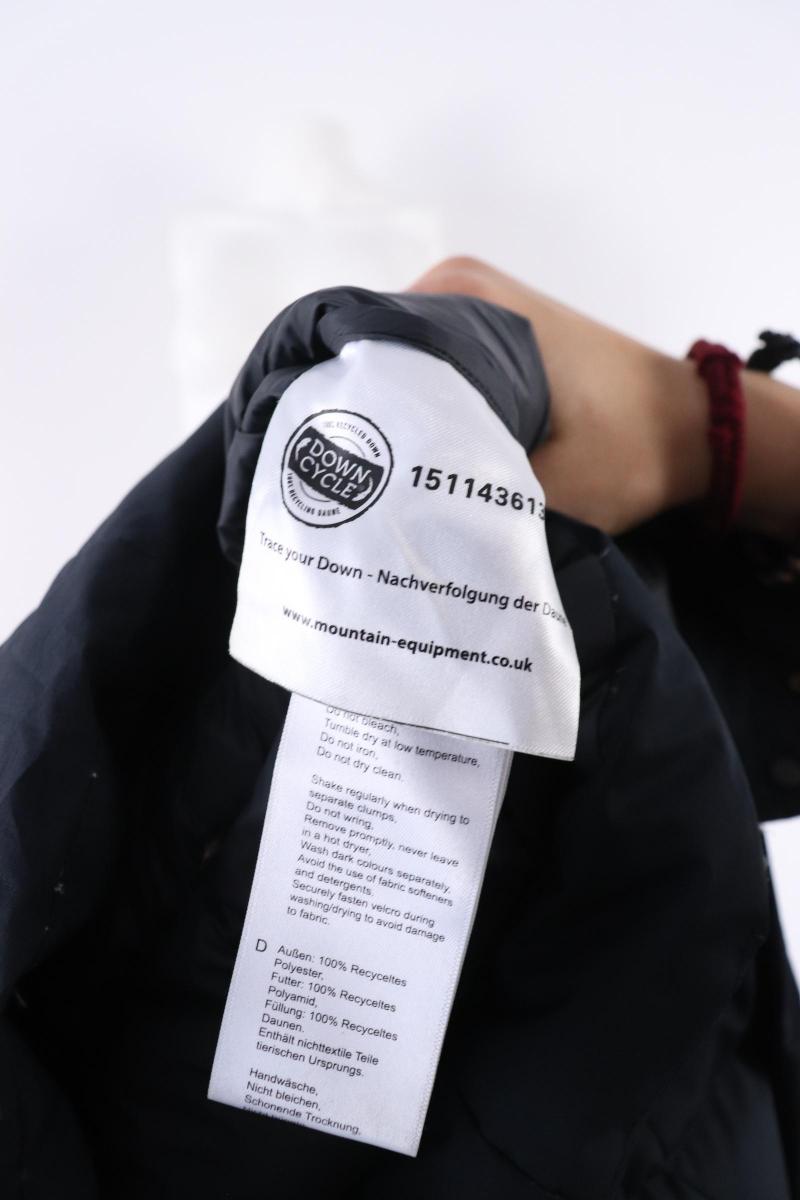 100% RECYCLED DOWN
DOWN
CYCLE
100% RECYCLING DAUNE
151143613
Trace your Down - Nachverfolgung der Daune
www.mountain-equipment.co.uk
Do not bleach,
Tumble dry at low temperature,
Do not iron,
Do not dry clean.
Shake regularly when drying to
separate clumps,
Do not wring,
Remove promptly, never leave
in a hot dryer,
Wash dark colours separately,
Avoid the use of fabric softeners
and detergents.
Securely fasten velcro during
washing/drying to avoid damage
to fabric.
D Außen: 100% Recyceltes
Polyester,
Futter: 100% Recyceltes
Polyamid,
Füllung: 100% Recyceltes
Daunen.
Enthält nichttextile Teile
tierischen Ursprungs.
Handwäsche,
Nicht bleichen,
Schonende Trocknung,